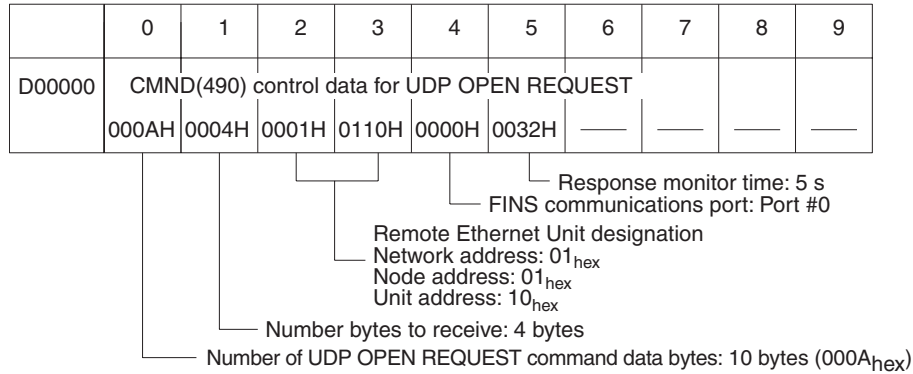 0 1 2 3 4 5 6 7 8 9
D00000 CMND(490) control data for UDP OPEN REQUEST
000AH 0004H 0001H 0110H 0000H 0032H
Response monitor time: 5 s
FINS communications port: Port #0
Remote Ethernet Unit designation
Network address: 01hex
Node address: 01hex
Unit address: 10hex
Number bytes to receive: 4 bytes
Number of UDP OPEN REQUEST command data bytes: 10 bytes (000Ahex)